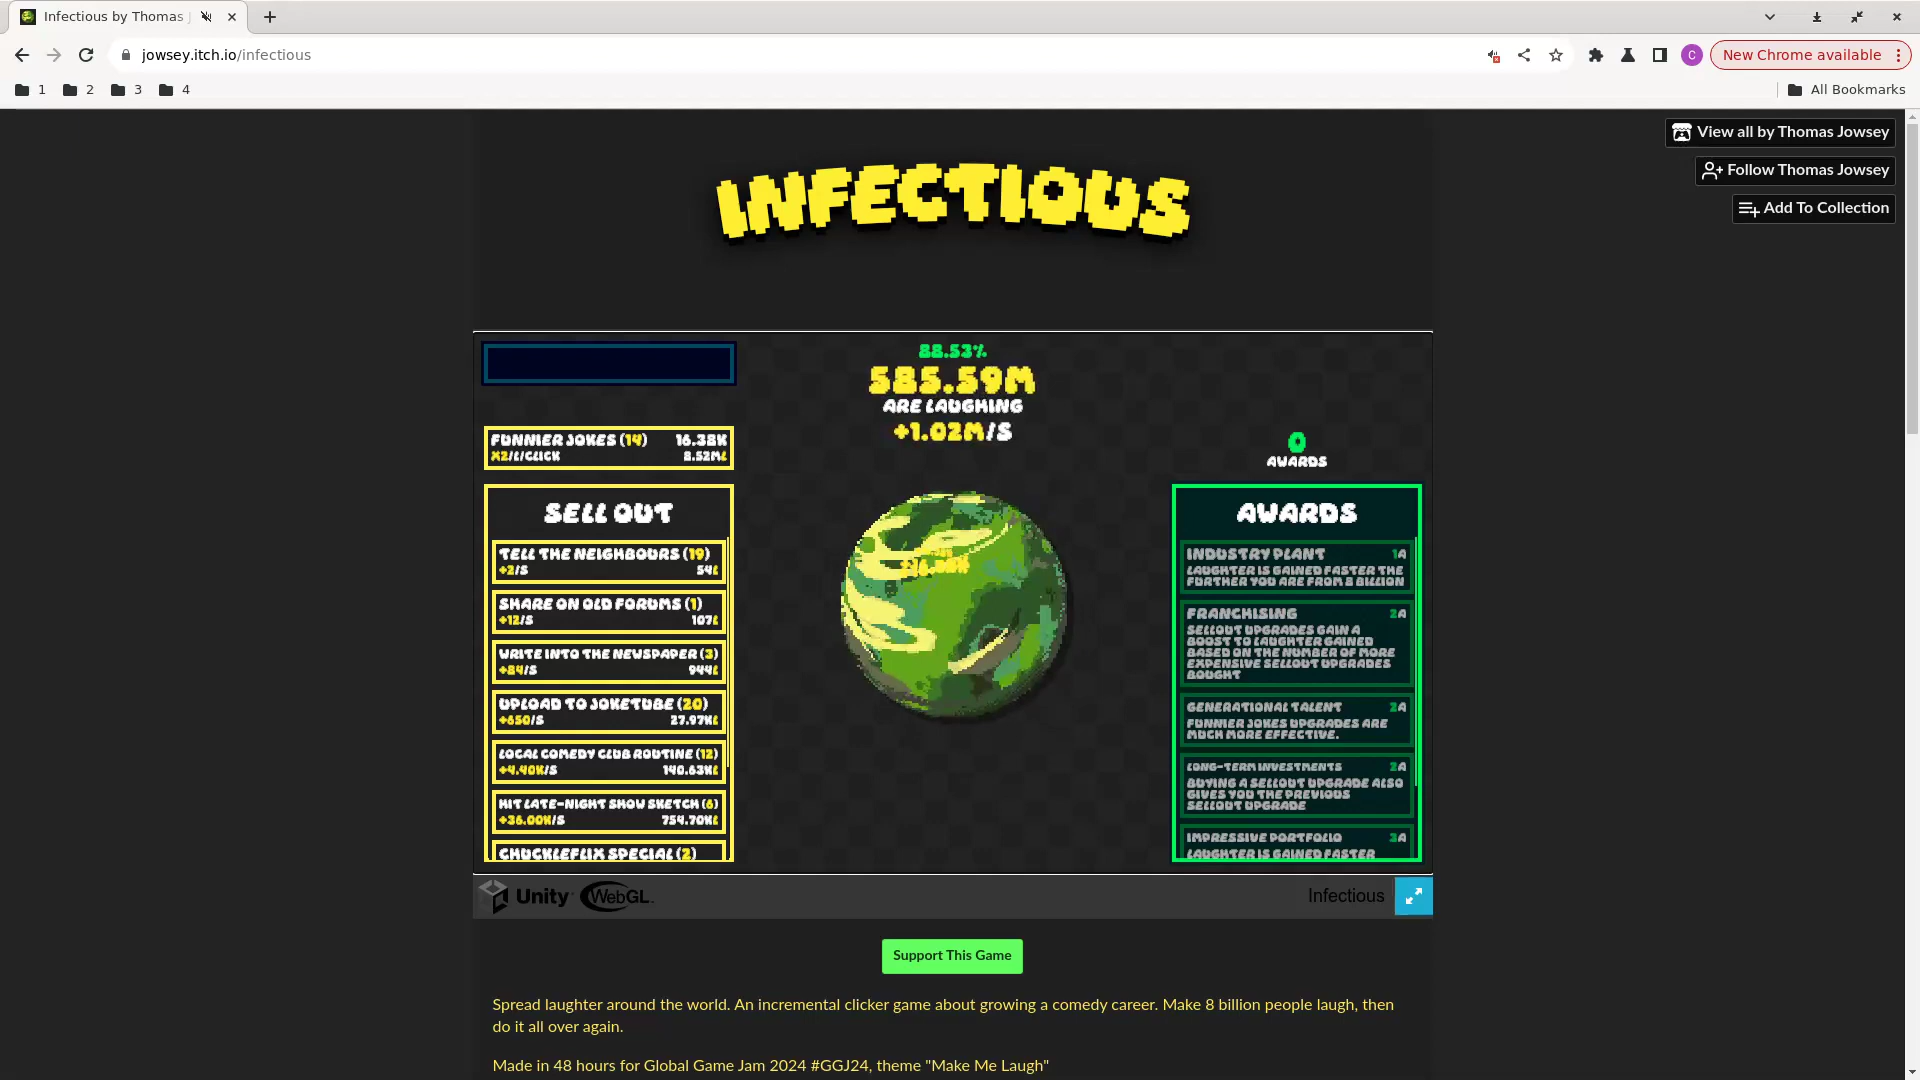 Infectious by Thomas J
jowsey.itch.io/infectious
New Chrome available
1
2
3
4
All Bookmarks
View all by Thomas Jowsey
Follow Thomas Jowsey
Add To Collection
INFECTIOUS
88.53%
585.59M
ARE LAUGHING
+1.02M/S
FUNNIER JOKES (14) 16.38K
X2/L/CLICK 8.52ML
SELL OUT
TELL THE NEIGHBOURS (19)
+2/S 54L
SHARE ON OLD FORUMS (1)
+12/S 107L
WRITE INTO THE NEWSPAPER (3)
+84/S 944L
UPLOAD TO JOKETUBE (20)
+650/S 27.97KL
LOCAL COMEDY CLUB ROUTINE (12)
+4.40K/S 140.63KL
HIT LATE-NIGHT SHOW SKETCH (6)
+36.00K/S 754.70KL
CHUCKLEFLIX SPECIAL (2)
0
AWARDS
AWARDS
INDUSTRY PLANT 1A
LAUGHTER IS GAINED FASTER THE
FURTHER YOU ARE FROM 8 BILLION
FRANCHISING 2A
SELLOUT UPGRADES GAIN A
BOOST TO LAUGHTER GAINED
BASED ON THE NUMBER OF MORE
EXPENSIVE SELLOUT UPGRADES
BOUGHT
GENERATIONAL TALENT 2A
FUNNIER JOKES UPGRADES ARE
MUCH MORE EFFECTIVE.
LONG-TERM INVESTMENTS 2A
BUYING A SELLOUT UPGRADE ALSO
GIVES YOU THE PREVIOUS
SELLOUT UPGRADE
IMPRESSIVE PORTFOLIO 3A
LAUGHTER IS GAINED FASTER
Unity WebGL
Infectious
Support This Game
Spread laughter around the world. An incremental clicker game about growing a comedy career. Make 8 billion people laugh, then
do it all over again.
Made in 48 hours for Global Game Jam 2024 #GGJ24, theme "Make Me Laugh"